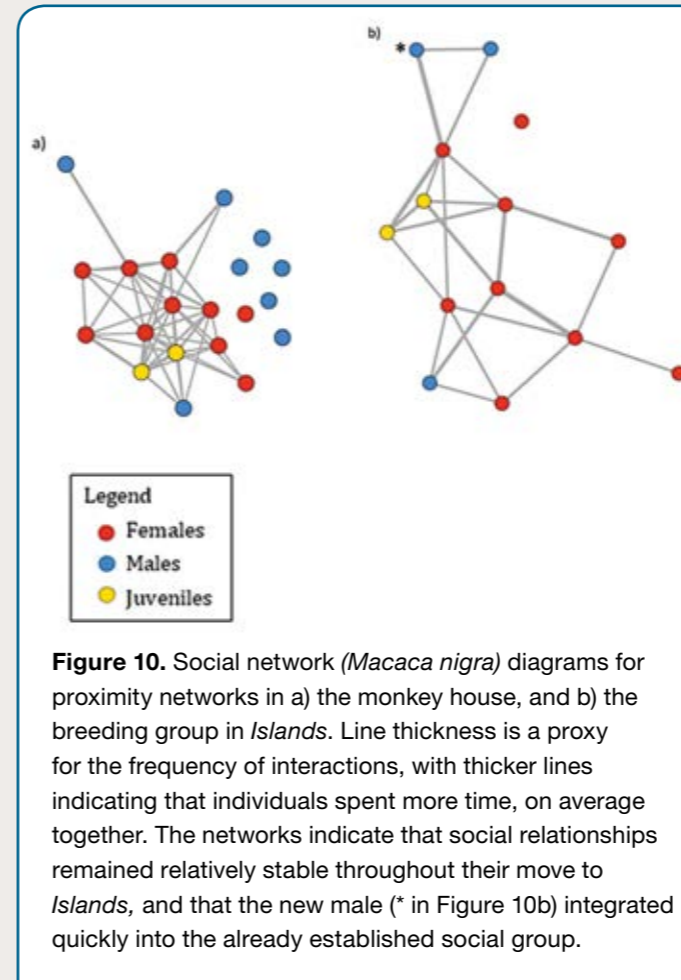 b)
*
a)
Legend
Females
Males
Juveniles
Figure 10. Social network (Macaca nigra) diagrams for
proximity networks in a) the monkey house, and b) the
breeding group in Islands. Line thickness is a proxy
for the frequency of interactions, with thicker lines
indicating that individuals spent more time, on average
together. The networks indicate that social relationships
remained relatively stable throughout their move to
Islands, and that the new male (* in Figure 10b) integrated
quickly into the already established social group.